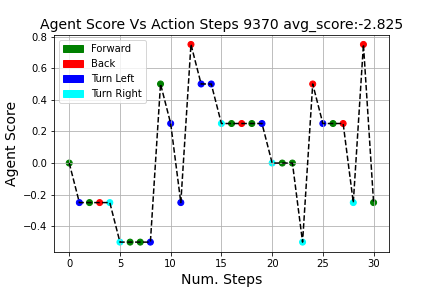 Agent Score Vs Action Steps 9370 avg_score:-2.825
Forward
Back
Turn Left
Turn Right
Agent Score
0.8
0.6
0.4
0.2
0.0
−0.2
−0.4
0 5 10 15 20 25 30
Num. Steps